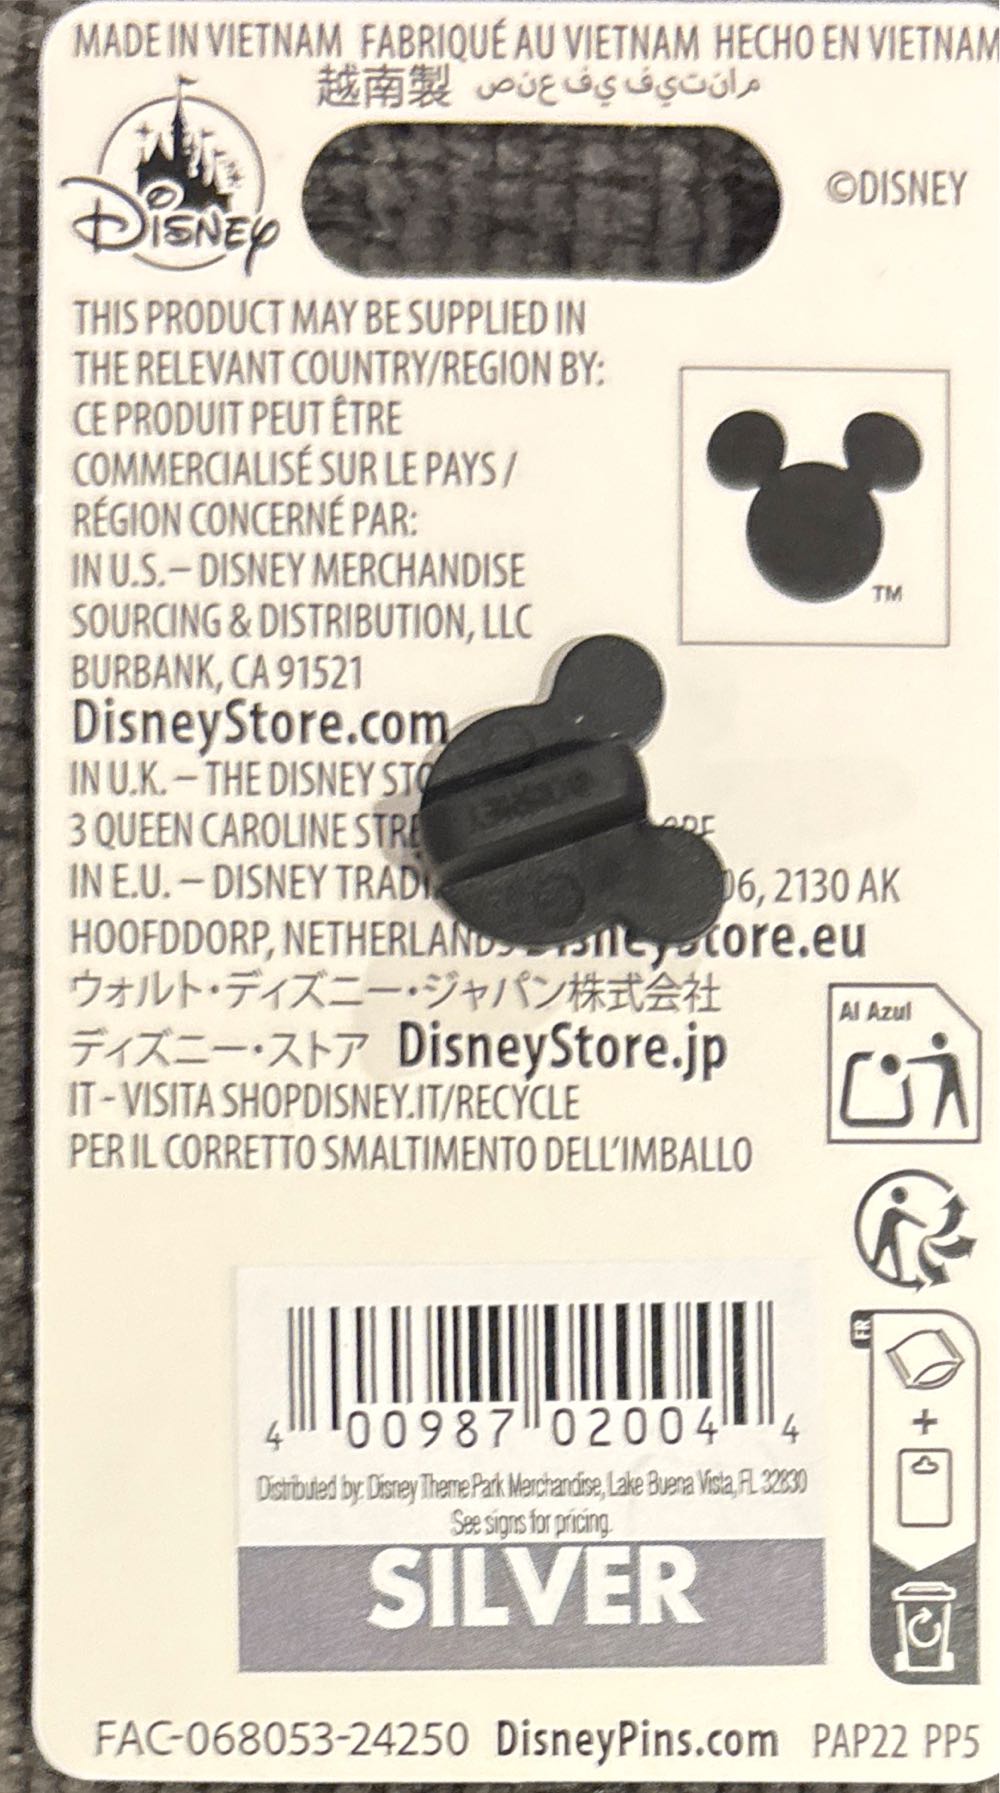 MADE IN VIETNAM FABRIQUÉ AU VIETNAM HECHO EN VIETNAM
越南製
DISNEY
©DISNEY
THIS PRODUCT MAY BE SUPPLIED IN
THE RELEVANT COUNTRY/REGION BY:
CE PRODUIT PEUT ÊTRE
COMMERCIALISÉ SUR LE PAYS /
RÉGION CONCERNÉ PAR:
TM
IN U.S.– DISNEY MERCHANDISE
SOURCING & DISTRIBUTION, LLC
BURBANK, CA 91521
DisneyStore.com
IN U.K. – THE DISNEY
3 QUEEN CAROLINE
IN E.U. – DISNEY 2130 AK
HOOFDDORP, NETHERLANDS DisneyStore.eu
ウォルト・ディズニー・ジャパン株式会社
ディズニー・ストア DisneyStore.jp
IT - VISITA SHOPDISNEY.IT/RECYCLE
PER IL CORRETTO SMALTIMENTO DELL'IMBALLO
Al Azul
FR
+
4 00987 02004 4
Distributed by: Disney Theme Park Merchandise, Lake Buena Vista, FL 32830
See signs for pricing.
SILVER
FAC-068053-24250 DisneyPins.com PAP22 PP5